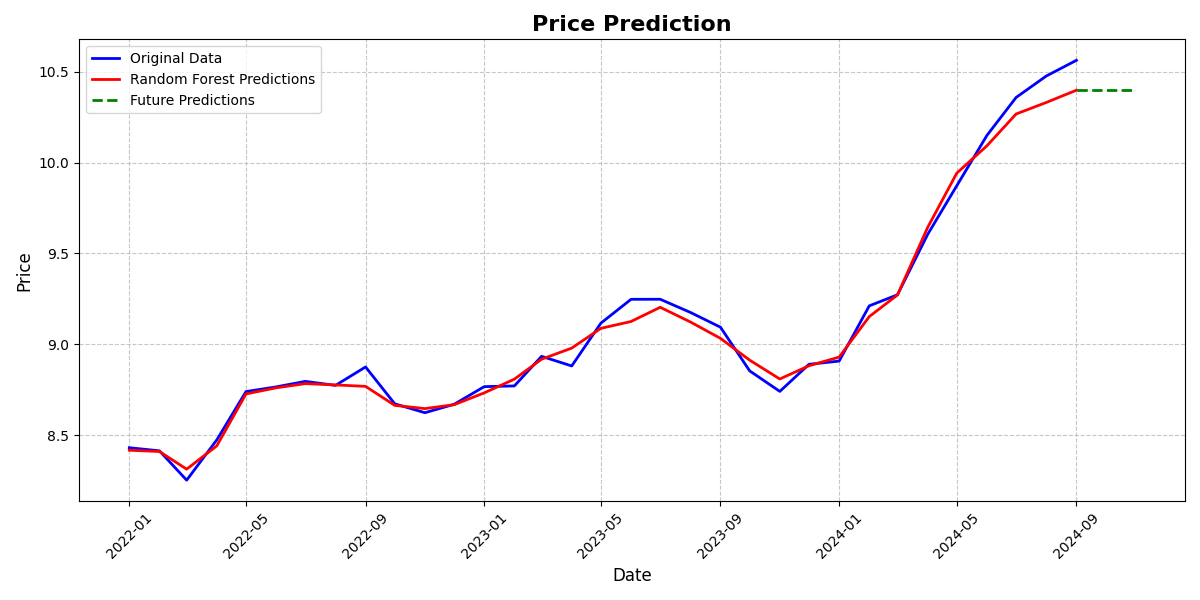 Price Prediction
Original Data
Random Forest Predictions
Future Predictions
Price
10.5
10.0
9.5
9.0
8.5
2022-01
2022-05
2022-09
2023-01
2023-05
2023-09
2024-01
2024-05
2024-09
Date